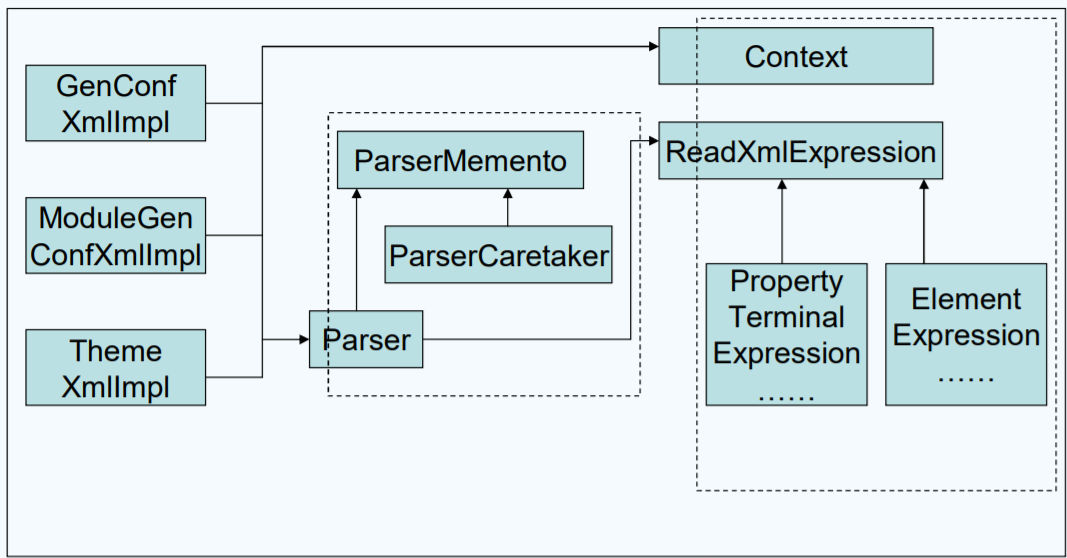 GenConf
XmlImpl
ModuleGen
ConfXmlImpl
Theme
XmlImpl
ParserMemento
ParserCaretaker
Parser
Context
ReadXmlExpression
Property
Terminal
Expression
......
Element
Expression
......